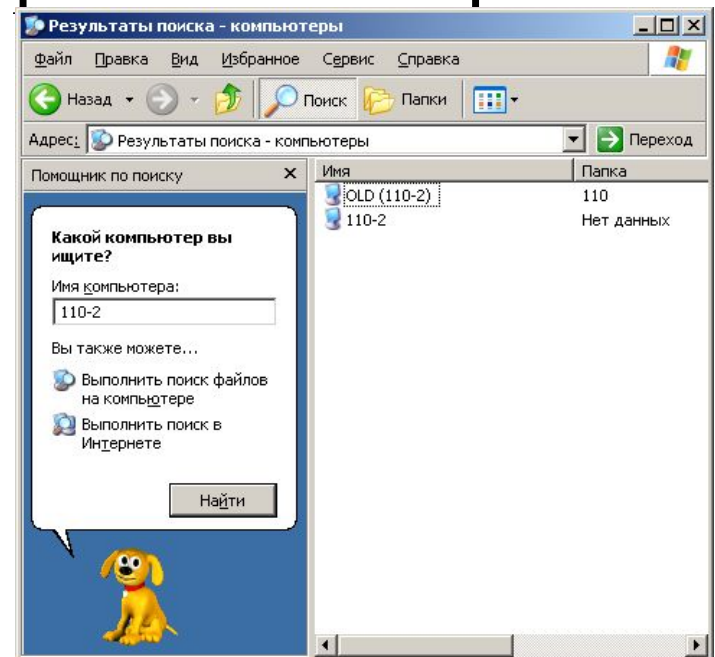 Результаты поиска - компьютеры
Файл Правка Вид Избранное Сервис Справка
Назад Поиск Папки
Адрес: Результаты поиска - компьютеры Переход
Помощник по поиску
Имя Папка
OLD (110-2) 110
110-2 Нет данных
Какой компьютер вы
ищите?
Имя компьютера:
110-2
Вы также можете...
Выполнить поиск файлов
на компьютере
Выполнить поиск в
Интернете
Найти